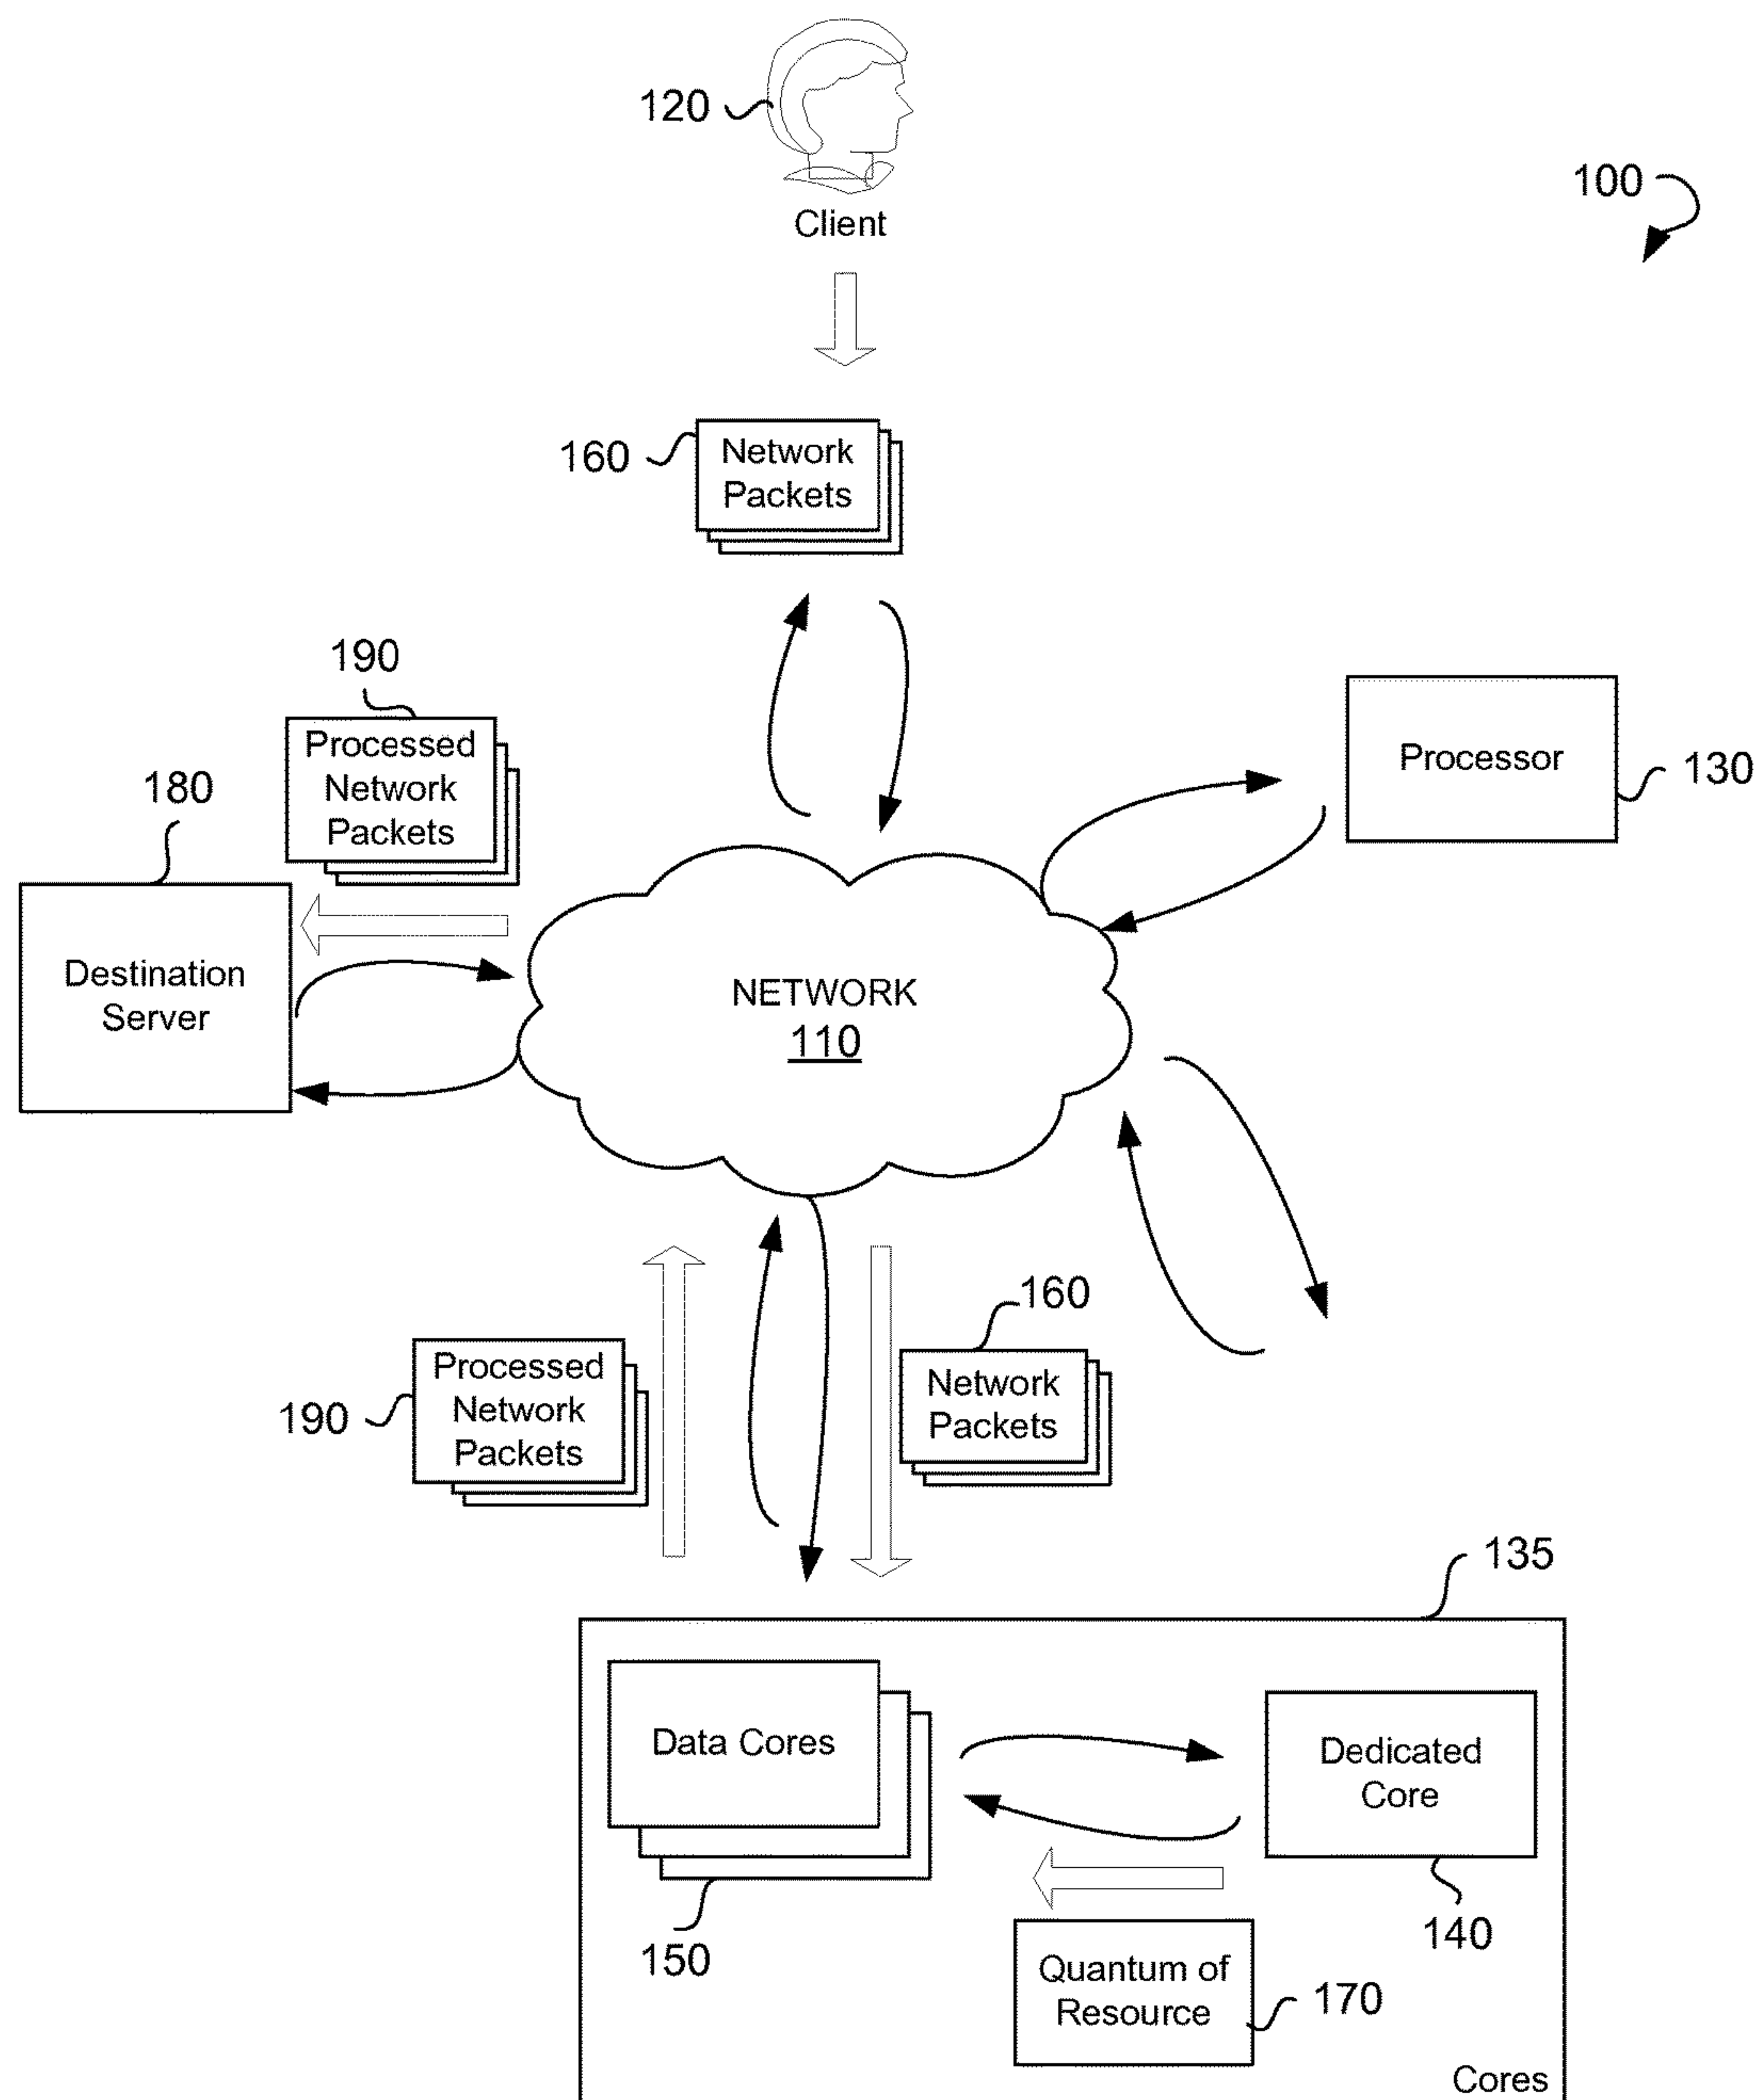 120
Client
100
160
Network
Packets
190
Processed
Network
Packets
180
Processor
130
Destination
Server
NETWORK
110
160
Network
Packets
190
Processed
Network
Packets
135
Data Cores
Dedicated
Core
150
140
Quantum of
Resource
170
Cores